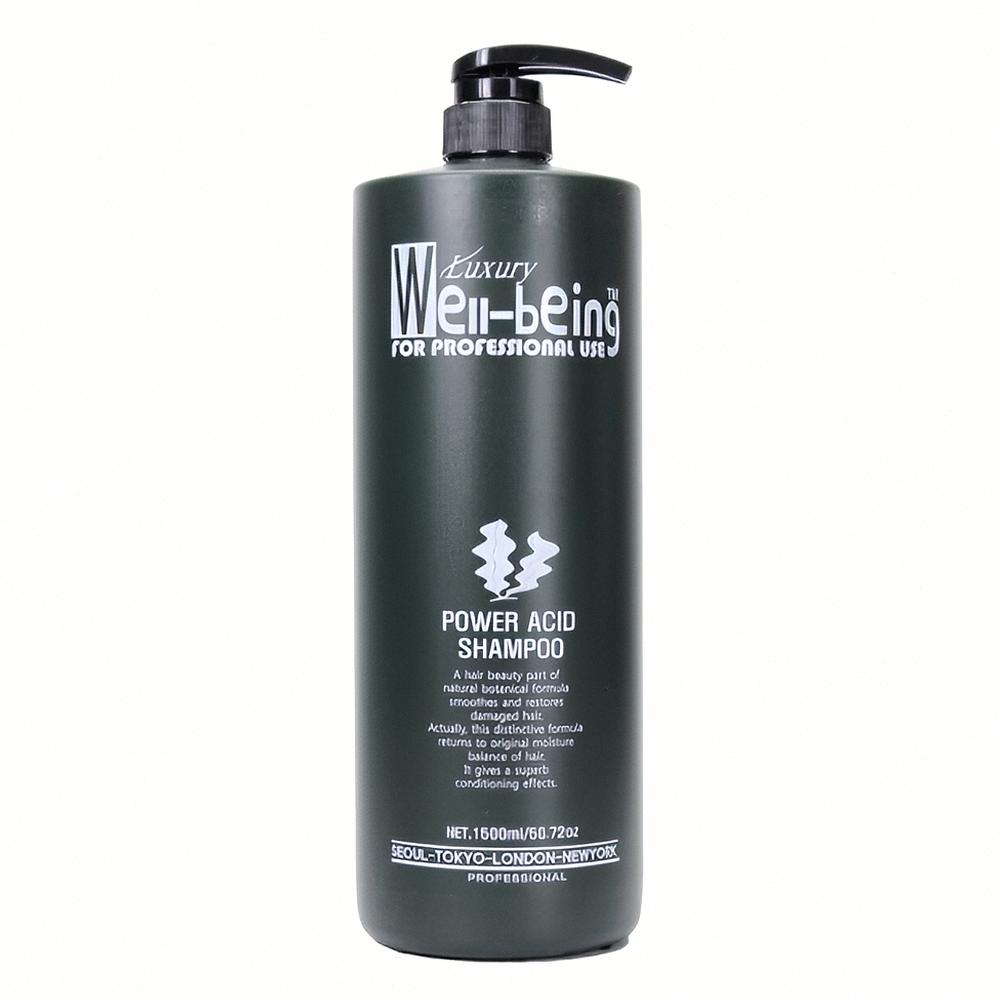 Luxury
Well-being TM
FOR PROFESSIONAL USE
POWER ACID
SHAMPOO
A hair beauty part of
natural botanical formula
smoothes and restores
damaged hair.
Actually, this distinctive formula
returns to original moisture
balance of hair.
It gives a superb
conditioning effects.
NET.1500ml/50.72oz
SEOUL-TOKYO-LONDON-NEWYORK
PROFESSIONAL